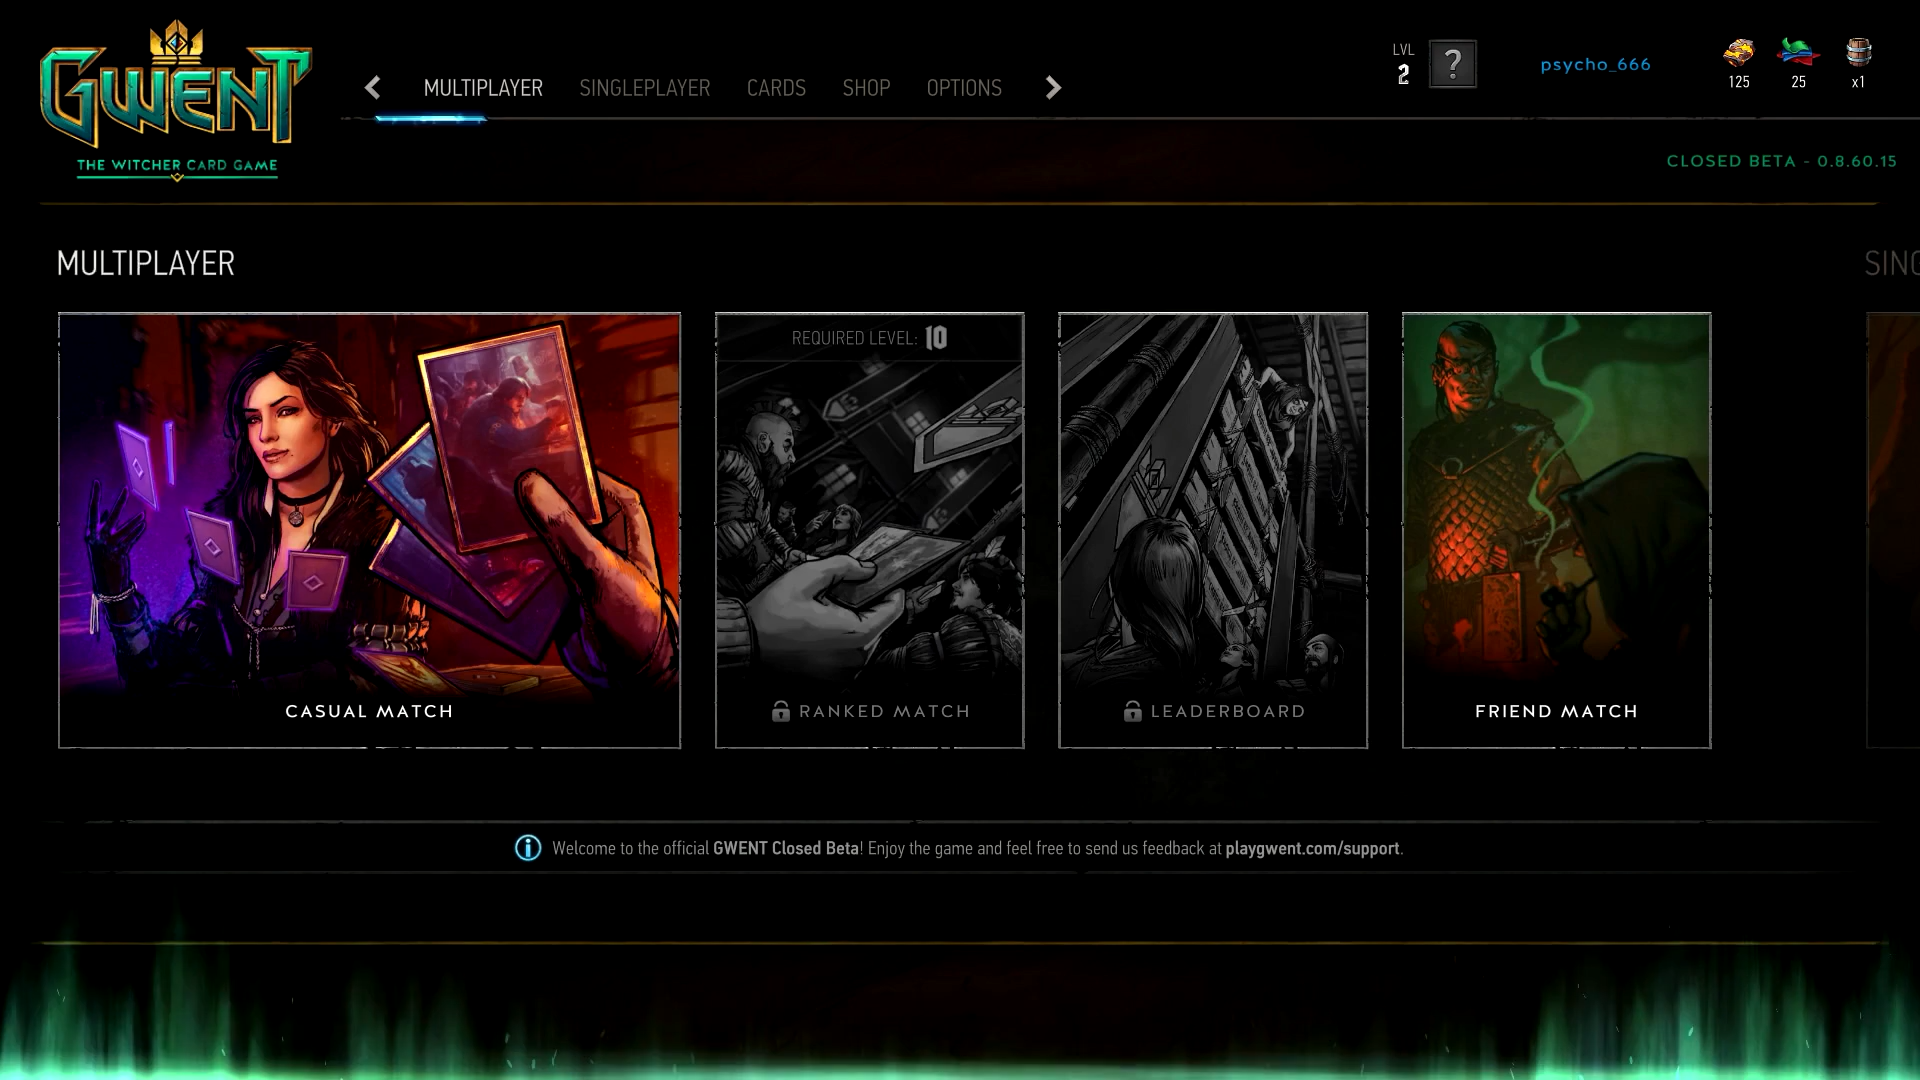 GWENT
THE WITCHER CARD GAME
MULTIPLAYER SINGLEPLAYER CARDS SHOP OPTIONS
LVL
2
?
psycho_666
125 25 x1
CLOSED BETA - 0.8.60.15
MULTIPLAYER
SING
REQUIRED LEVEL: 10
CASUAL MATCH
RANKED MATCH
LEADERBOARD
FRIEND MATCH
Welcome to the official GWENT Closed Beta! Enjoy the game and feel free to send us feedback at playgwent.com/support.